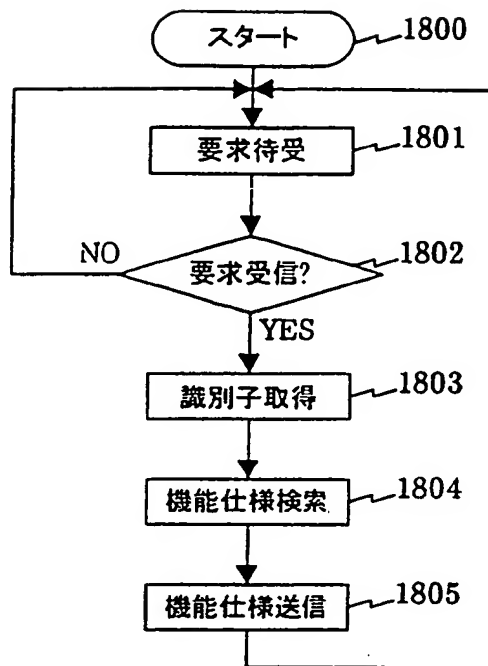 スタート
1800
要求待受
1801
要求受信?
1802
NO
YES
識別子取得
1803
機能仕様検索
1804
機能仕様送信
1805